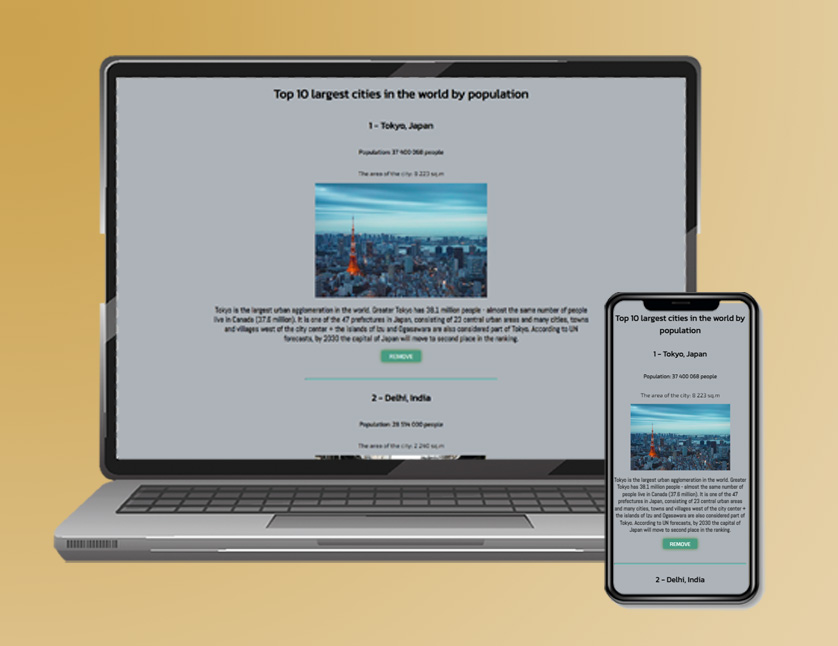 Top 10 largest cities in the world by population
1 - Tokyo, Japan
Population: 37 400 068 people
The area of the city: 8 223 sq.m
Tokyo is the largest urban agglomeration in the world. Greater Tokyo has 38.1 million people - almost the same number of people
live in Canada (37.6 million). It is one of the 47 prefectures in Japan, consisting of 23 central urban areas and many cities, towns
and villages west of the city center + the islands of Izu and Ogasawara are also considered part of Tokyo. According to UN
forecasts, by 2030 the capital of Japan will move to second place in the ranking.
REMOVE
2 - Delhi, India
Population: 28 514 000 people
The area of the city: 2 240 sq.m
Top 10 largest cities in the world by
population
1 - Tokyo, Japan
Population: 37 400 068 people
The area of the city: 8 223 sq.m
Tokyo is the largest urban agglomeration in the world. Greater
Tokyo has 38.1 million people - almost the same number of
people live in Canada (37.6 million). It is one of the 47
prefectures in Japan, consisting of 23 central urban areas
and many cities, towns and villages west of the city center +
the islands of Izu and Ogasawara are also considered part of
Tokyo. According to UN forecasts, by 2030 the capital of
Japan will move to second place in the ranking.
REMOVE
2 - Delhi, India